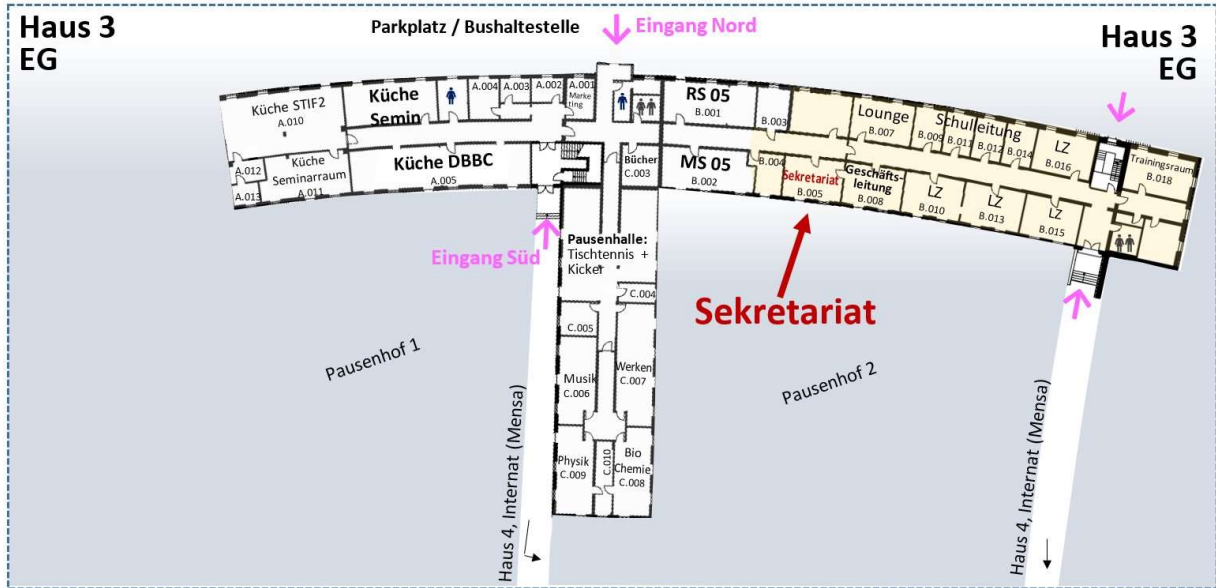 Haus 3
EG
Parkplatz / Bushaltestelle
Eingang Nord
Haus 3
EG
Küche STIF2
A.010
Küche
Semin
A.004
A.003
A.002
A.001
Marke
ting
RS 05
B.001
B.003
Lounge
B.007
Schulleitung
B.009
B.011
B.012
B.014
LZ
B.016
Trainingsraum
B.018
A.012
A.013
Küche
Seminarraum
A.011
Küche DBBC
A.005
Bücher
C.003
MS 05
B.002
B.004
Sekretariat
B.005
Geschäfts-
leitung
B.008
LZ
B.010
LZ
B.013
LZ
B.015
Eingang Süd
Pausenhalle:
Tischtennis +
Kicker
C.004
Sekretariat
C.005
Pausenhof 1
Musik
C.006
Werken
C.007
Pausenhof 2
Physik
C.009
C.010
Bio
Chemie
C.008
Haus 4, Internat (Mensa)
Haus 4, Internat (Mensa)